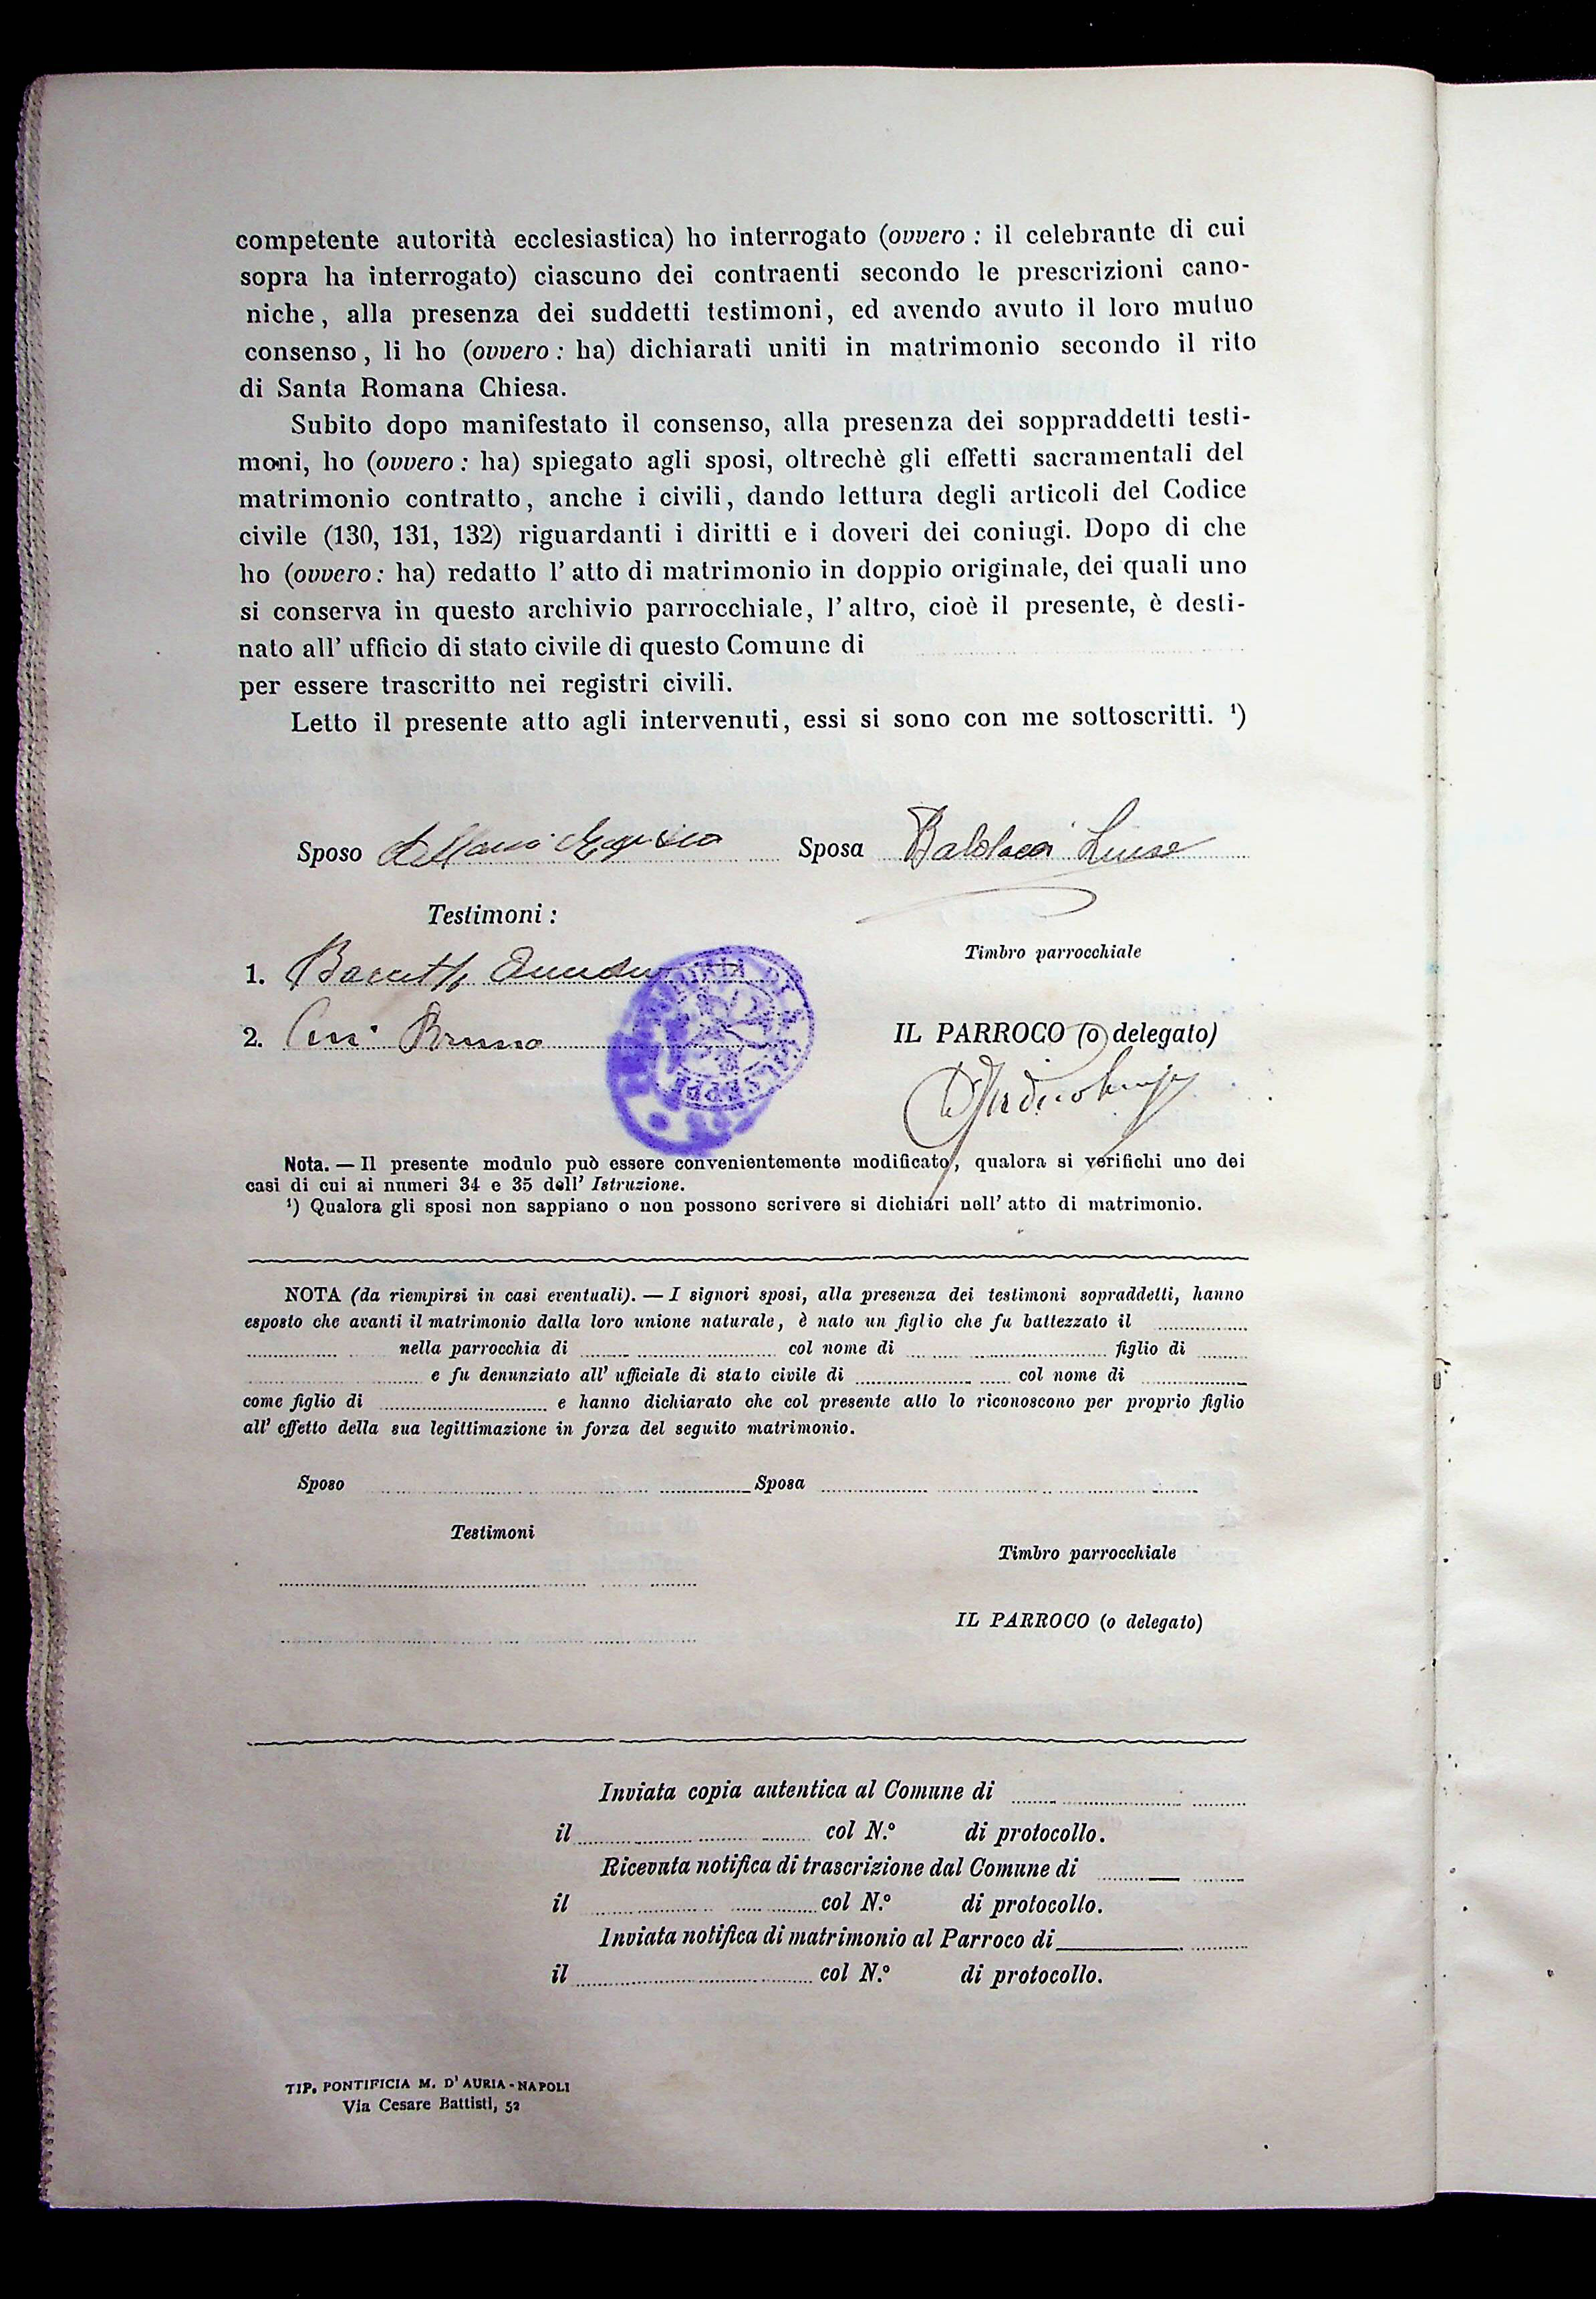 competente autorità ecclesiastica) ho interrogato (ovvero : il celebrante di cui
sopra ha interrogato) ciascuno dei contraenti secondo le prescrizioni cano-
niche, alla presenza dei suddetti testimoni, ed avendo avuto il loro mutuo
consenso, li ho (ovvero : ha) dichiarati uniti in matrimonio secondo il rito
di Santa Romana Chiesa.
Subito dopo manifestato il consenso, alla presenza dei soppraddetti testi-
moni, ho (ovvero : ha) spiegato agli sposi, oltrechè gli effetti sacramentali del
matrimonio contratto, anche i civili, dando lettura degli articoli del Codice
civile (130, 131, 132) riguardanti i diritti e i doveri dei coniugi. Dopo di che
ho (ovvero : ha) redatto l' atto di matrimonio in doppio originale, dei quali uno
si conserva in questo archivio parrocchiale, l' altro, cioè il presente, è desti-
nato all' ufficio di stato civile di questo Comune di
per essere trascritto nei registri civili.
Letto il presente atto agli intervenuti, essi si sono con me sottoscritti. ¹)
Sposo Sposa
Testimoni :
Timbro parrocchiale
1.
2. Bruno
IL PARROCO (o delegato)
Nota. — Il presente modulo può essere convenientemente modificato, qualora si verifichi uno dei
casi di cui ai numeri 34 e 35 dell' Istruzione.
¹) Qualora gli sposi non sappiano o non possono scrivere si dichiari nell' atto di matrimonio.
NOTA (da riempirsi in casi eventuali). — I signori sposi, alla presenza dei testimoni sopraddetti, hanno
esposto che avanti il matrimonio dalla loro unione naturale, è nato un figlio che fu battezzato il
nella parrocchia di col nome di figlio di
e fu denunziato all' ufficiale di stato civile di col nome di
come figlio di e hanno dichiarato che col presente atto lo riconoscono per proprio figlio
all' effetto della sua legittimazione in forza del seguito matrimonio.
Sposo Sposa
Testimoni
Timbro parrocchiale
IL PARROCO (o delegato)
Inviata copia autentica al Comune di
il col N.° di protocollo.
Ricevuta notifica di trascrizione dal Comune di
il col N.° di protocollo.
Inviata notifica di matrimonio al Parroco di
il col N.° di protocollo.
TIP. PONTIFICIA M. D' AURIA - NAPOLI
Via Cesare Battisti, 52